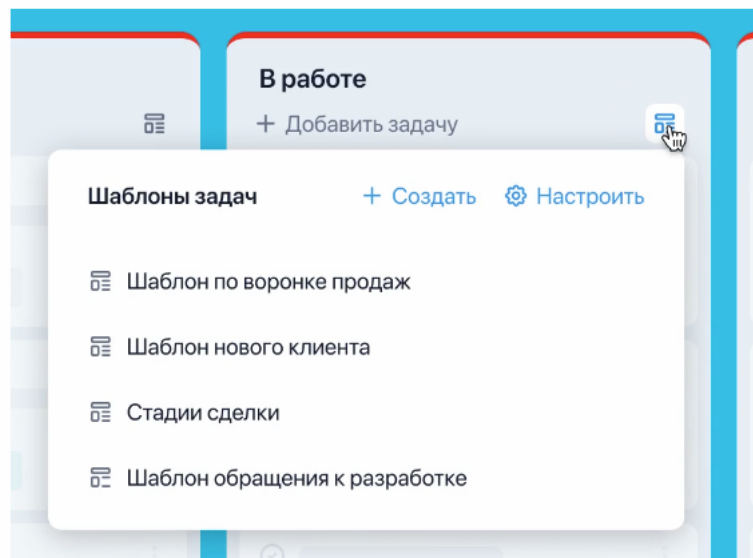 В работе
+ Добавить задачу
Шаблоны задач + Создать Настроить
Шаблон по воронке продаж
Шаблон нового клиента
Стадии сделки
Шаблон обращения к разработке